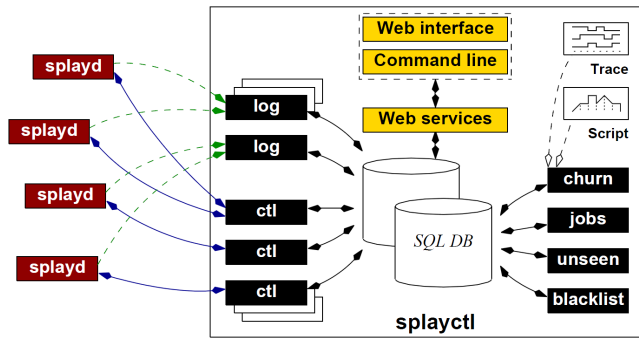 Web interface
Command line
Web services
Trace
Script
splayd
splayd
splayd
splayd
log
log
ctl
ctl
ctl
SQL DB
churn
jobs
unseen
blacklist
splayctl